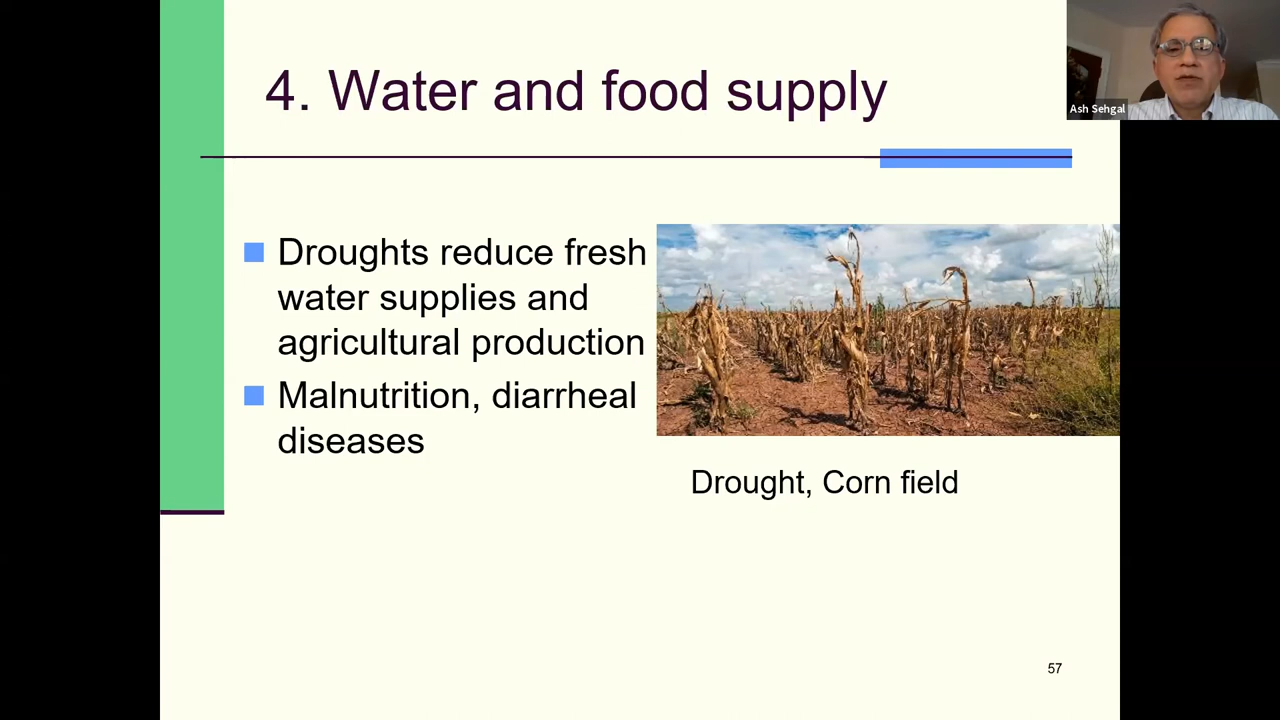 4. Water and food supply
Ash Sehgal
Droughts reduce fresh
water supplies and
agricultural production
Malnutrition, diarrheal
diseases
Drought, Corn field
57